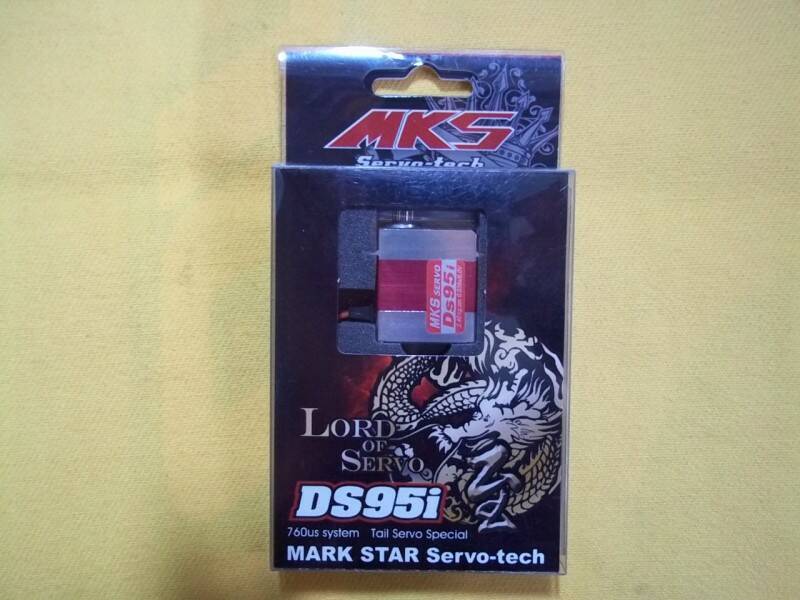 MKS
Servo-tech
MKS SERVO
DS95i
LORD
OF
SERVO
DS95i
760us system Tail Servo Special
MARK STAR Servo-tech